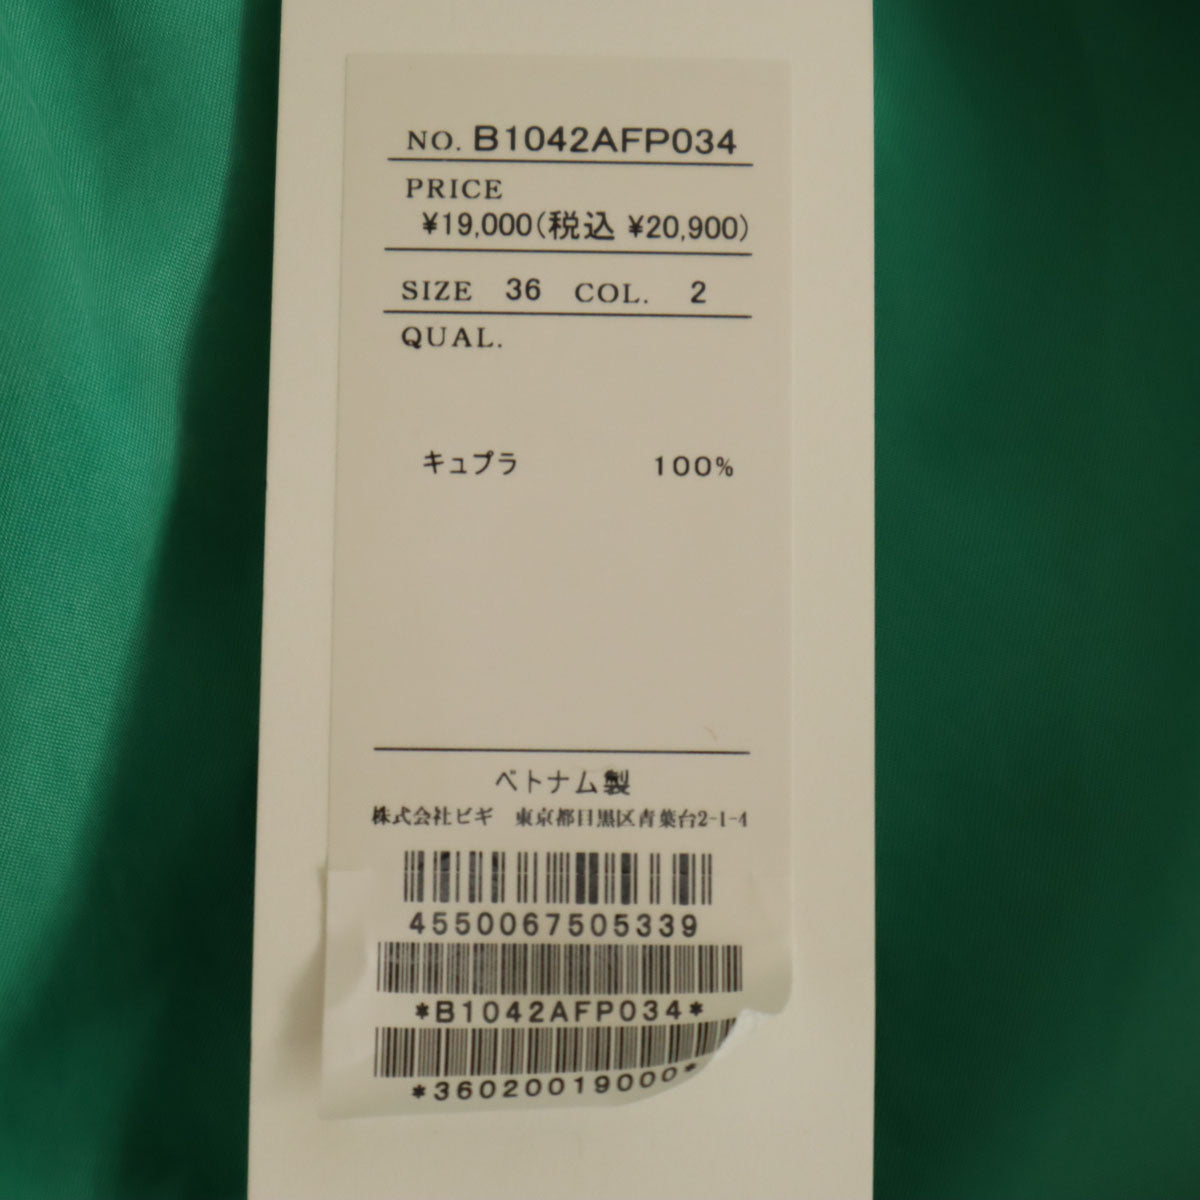 NO. B1042AFP034
PRICE
¥19,000(税込 ¥20,900)
SIZE 36 COL. 2
QUAL.
キュプラ 100%
ベトナム製
株式会社ビギ 東京都目黒区青葉台2-1-4
4550067505339
*B1042AFP034*
*36020019000*